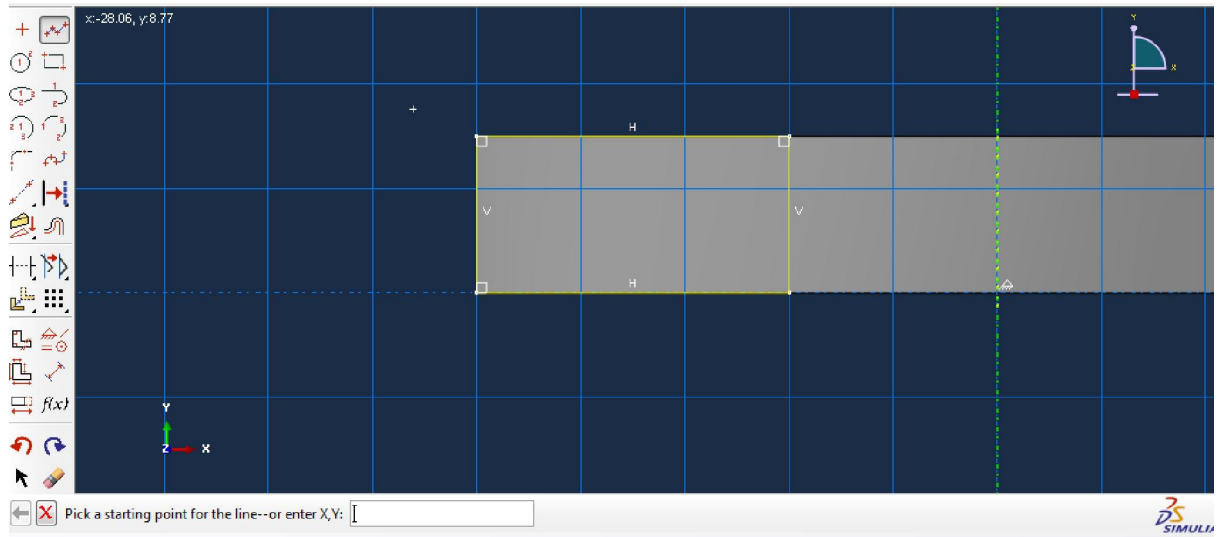 x:-28.06, y:8.77
Y
X
H
V
V
H
f(x)
Y
Z
X
Pick a starting point for the line--or enter X,Y:
SIMULIA